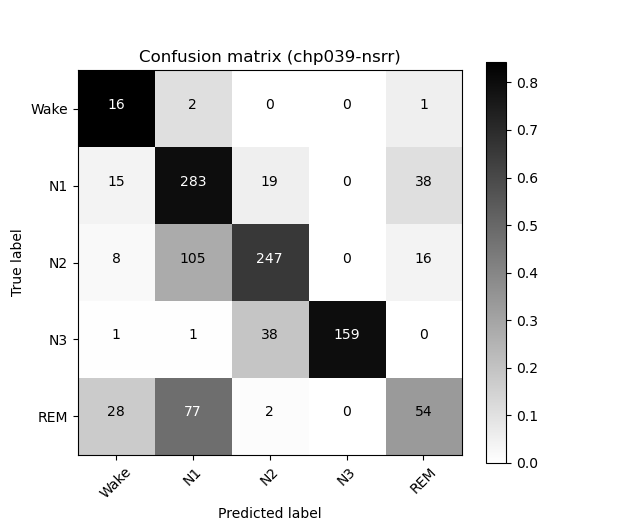 Confusion matrix (chp039-nsrr)
Wake 16 2 0 0 1
N1 15 283 19 0 38
N2 8 105 247 0 16
N3 1 1 38 159 0
REM 28 77 2 0 54
Wake N1 N2 N3 REM
Predicted label
True label
0.8
0.7
0.6
0.5
0.4
0.3
0.2
0.1
0.0